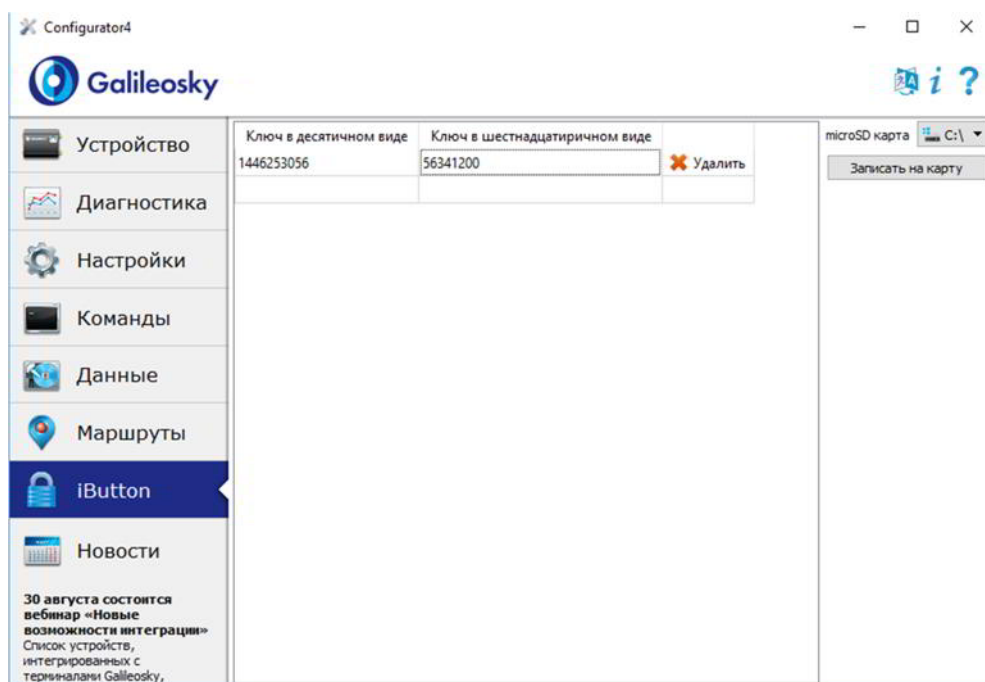 Configurator4
Galileosky
Устройство
Диагностика
Настройки
Команды
Данные
Маршруты
iButton
Новости
30 августа состоится
вебинар «Новые
возможности интеграции»
Список устройств,
интегрированных с
терминалами Galileosky,
Ключ в десятичном виде Ключ в шестнадцатиричном виде
1446253056 56341200 Удалить
microSD карта C:\
Записать на карту